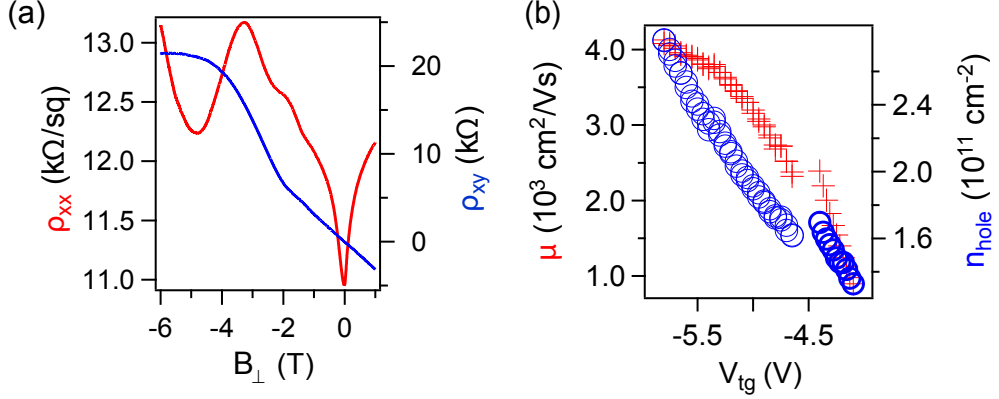 (a)
ρxx (kΩ/sq)
13.0
12.5
12.0
11.5
11.0
20
10
0
ρxy (kΩ)
-6
-4
-2
0
B⊥ (T)
(b)
μ (10³ cm²/Vs)
4.0
3.0
2.0
1.0
2.4
2.0
1.6
nhole (10¹¹ cm⁻²)
-5.5
-4.5
Vtg (V)